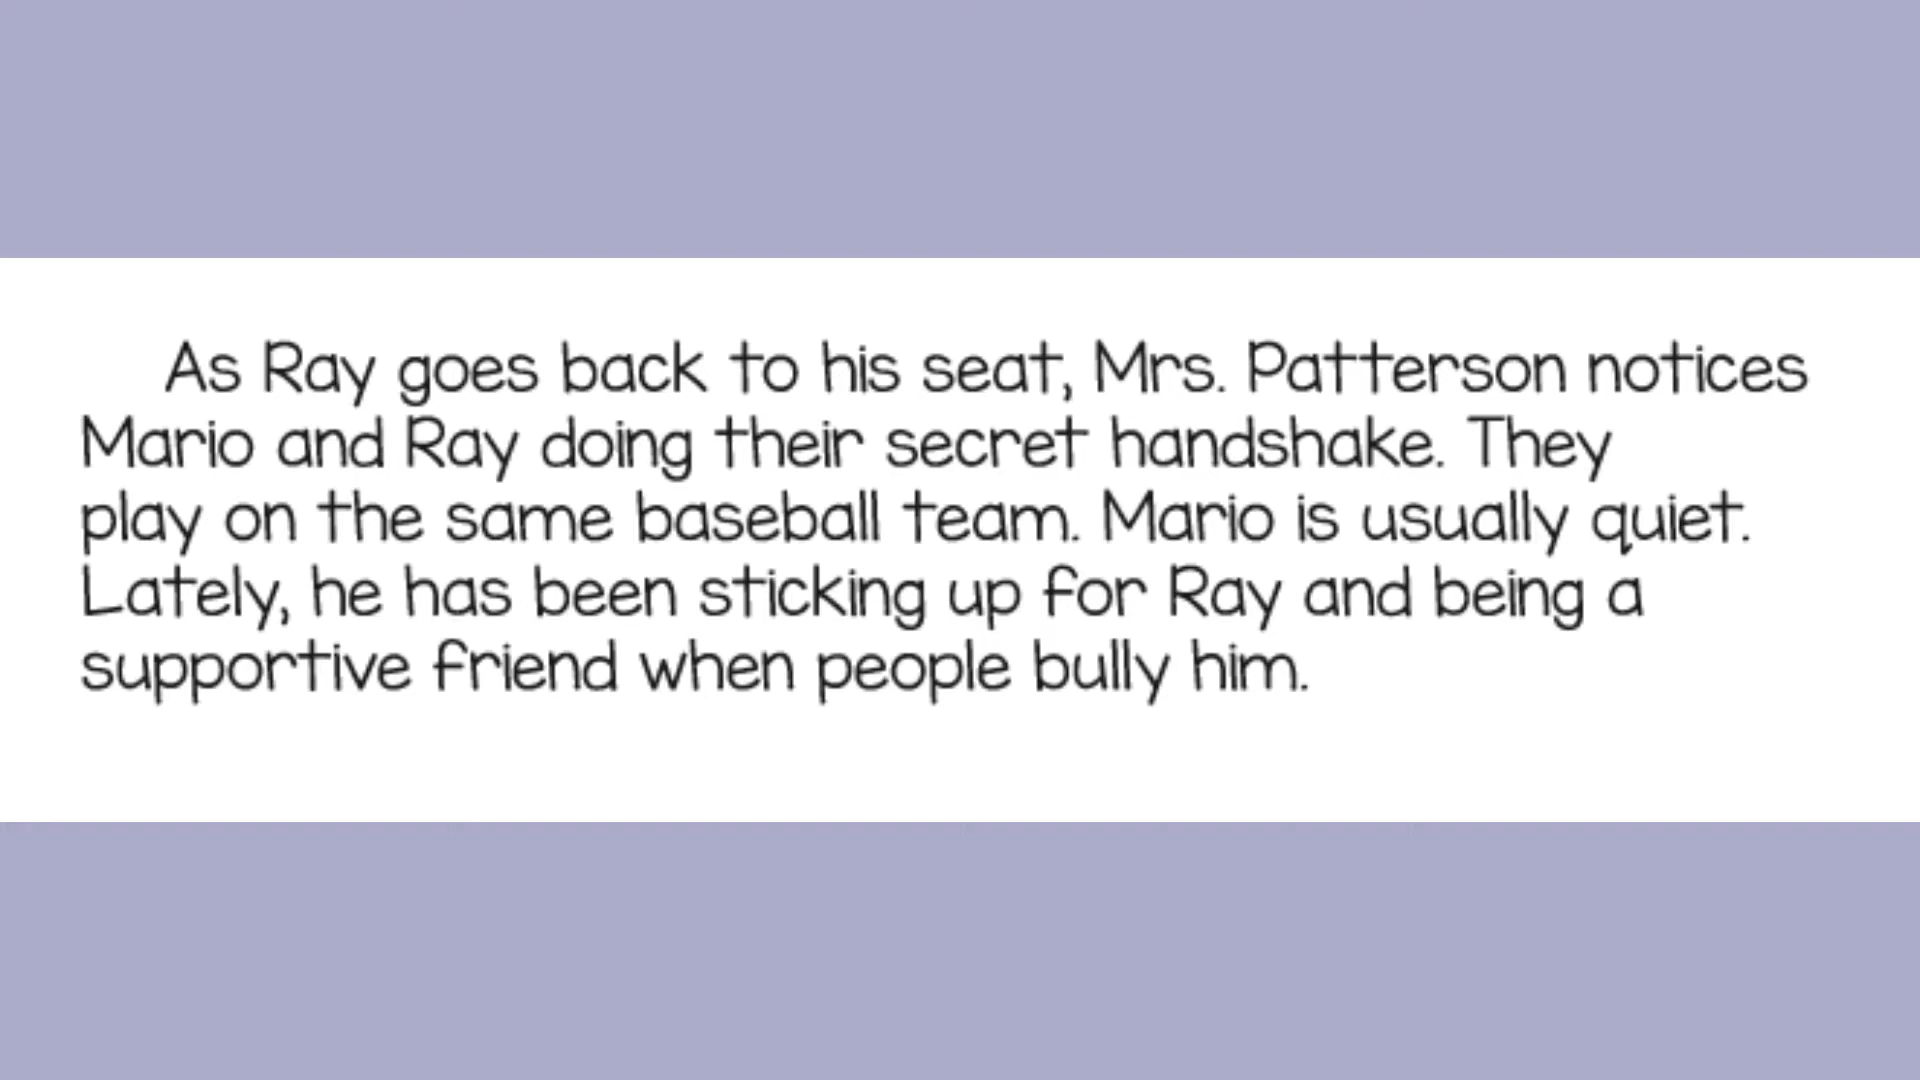 As Ray goes back to his seat, Mrs. Patterson notices
Mario and Ray doing their secret handshake. They
play on the same baseball team. Mario is usually quiet.
Lately, he has been sticking up for Ray and being a
supportive friend when people bully him.